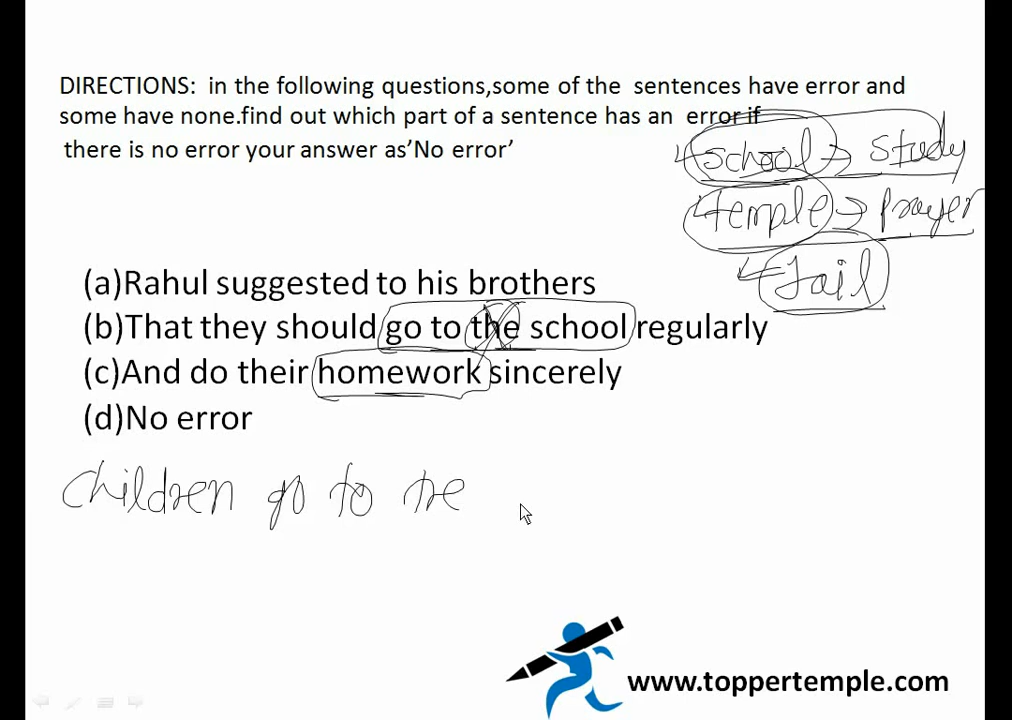 DIRECTIONS: in the following questions,some of the sentences have error and
some have none.find out which part of a sentence has an error if
there is no error your answer as'No error'
School → Study
Temple → Prayer
Jail
(a)Rahul suggested to his brothers
(b)That they should go to the school regularly
(c)And do their homework sincerely
(d)No error
Children go to the
www.toppertemple.com